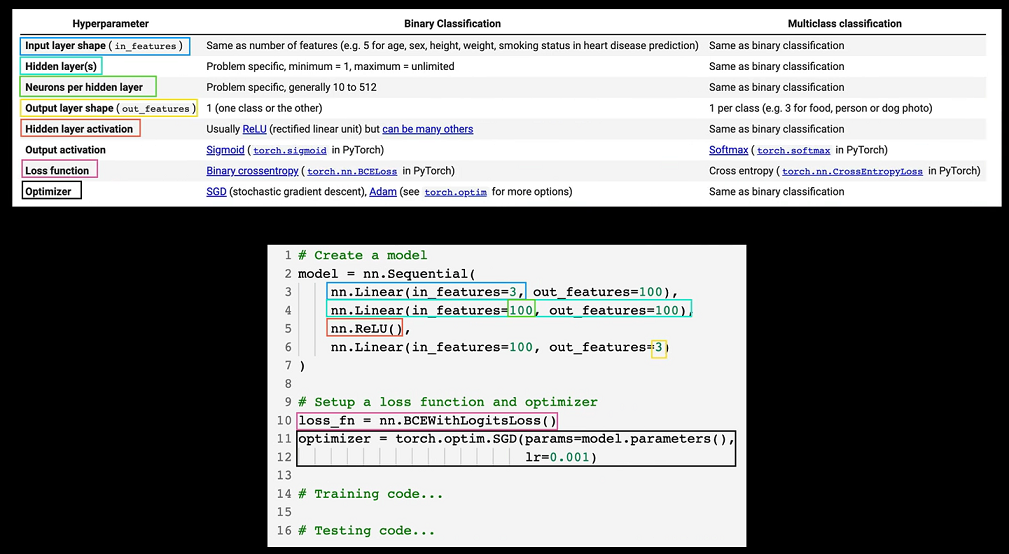 Hyperparameter Binary Classification Multiclass classification
Input layer shape (in_features) Same as number of features (e.g. 5 for age, sex, height, weight, smoking status in heart disease prediction) Same as binary classification
Hidden layer(s) Problem specific, minimum = 1, maximum = unlimited Same as binary classification
Neurons per hidden layer Problem specific, generally 10 to 512 Same as binary classification
Output layer shape (out_features) 1 (one class or the other) 1 per class (e.g. 3 for food, person or dog photo)
Hidden layer activation Usually ReLU (rectified linear unit) but can be many others Same as binary classification
Output activation Sigmoid (torch.sigmoid in PyTorch) Softmax (torch.softmax in PyTorch)
Loss function Binary crossentropy (torch.nn.BCELoss in PyTorch) Cross entropy (torch.nn.CrossEntropyLoss in PyTorch)
Optimizer SGD (stochastic gradient descent), Adam (see torch.optim for more options) Same as binary classification
1 # Create a model
2 model = nn.Sequential(
3 nn.Linear(in_features=3, out_features=100),
4 nn.Linear(in_features=100, out_features=100),
5 nn.ReLU(),
6 nn.Linear(in_features=100, out_features=3)
7 )
8
9 # Setup a loss function and optimizer
10 loss_fn = nn.BCEWithLogitsLoss()
11 optimizer = torch.optim.SGD(params=model.parameters(),
12 lr=0.001)
13
14 # Training code...
15
16 # Testing code...